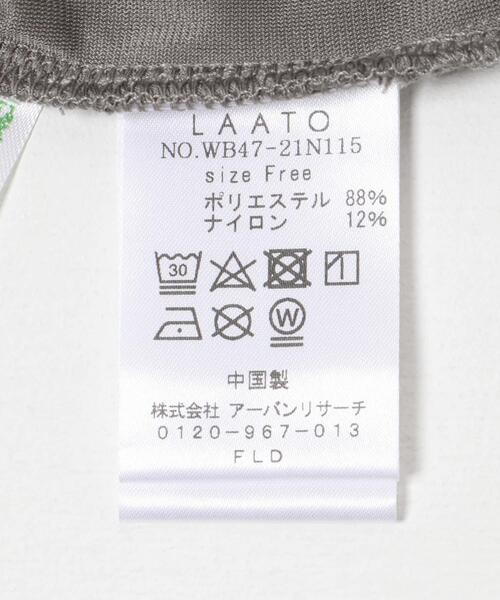 LAATO
NO.WB47-21N115
size Free
ポリエステル 88%
ナイロン 12%
30
W
中国製
株式会社 アーバンリサーチ
0120-967-013
FLD